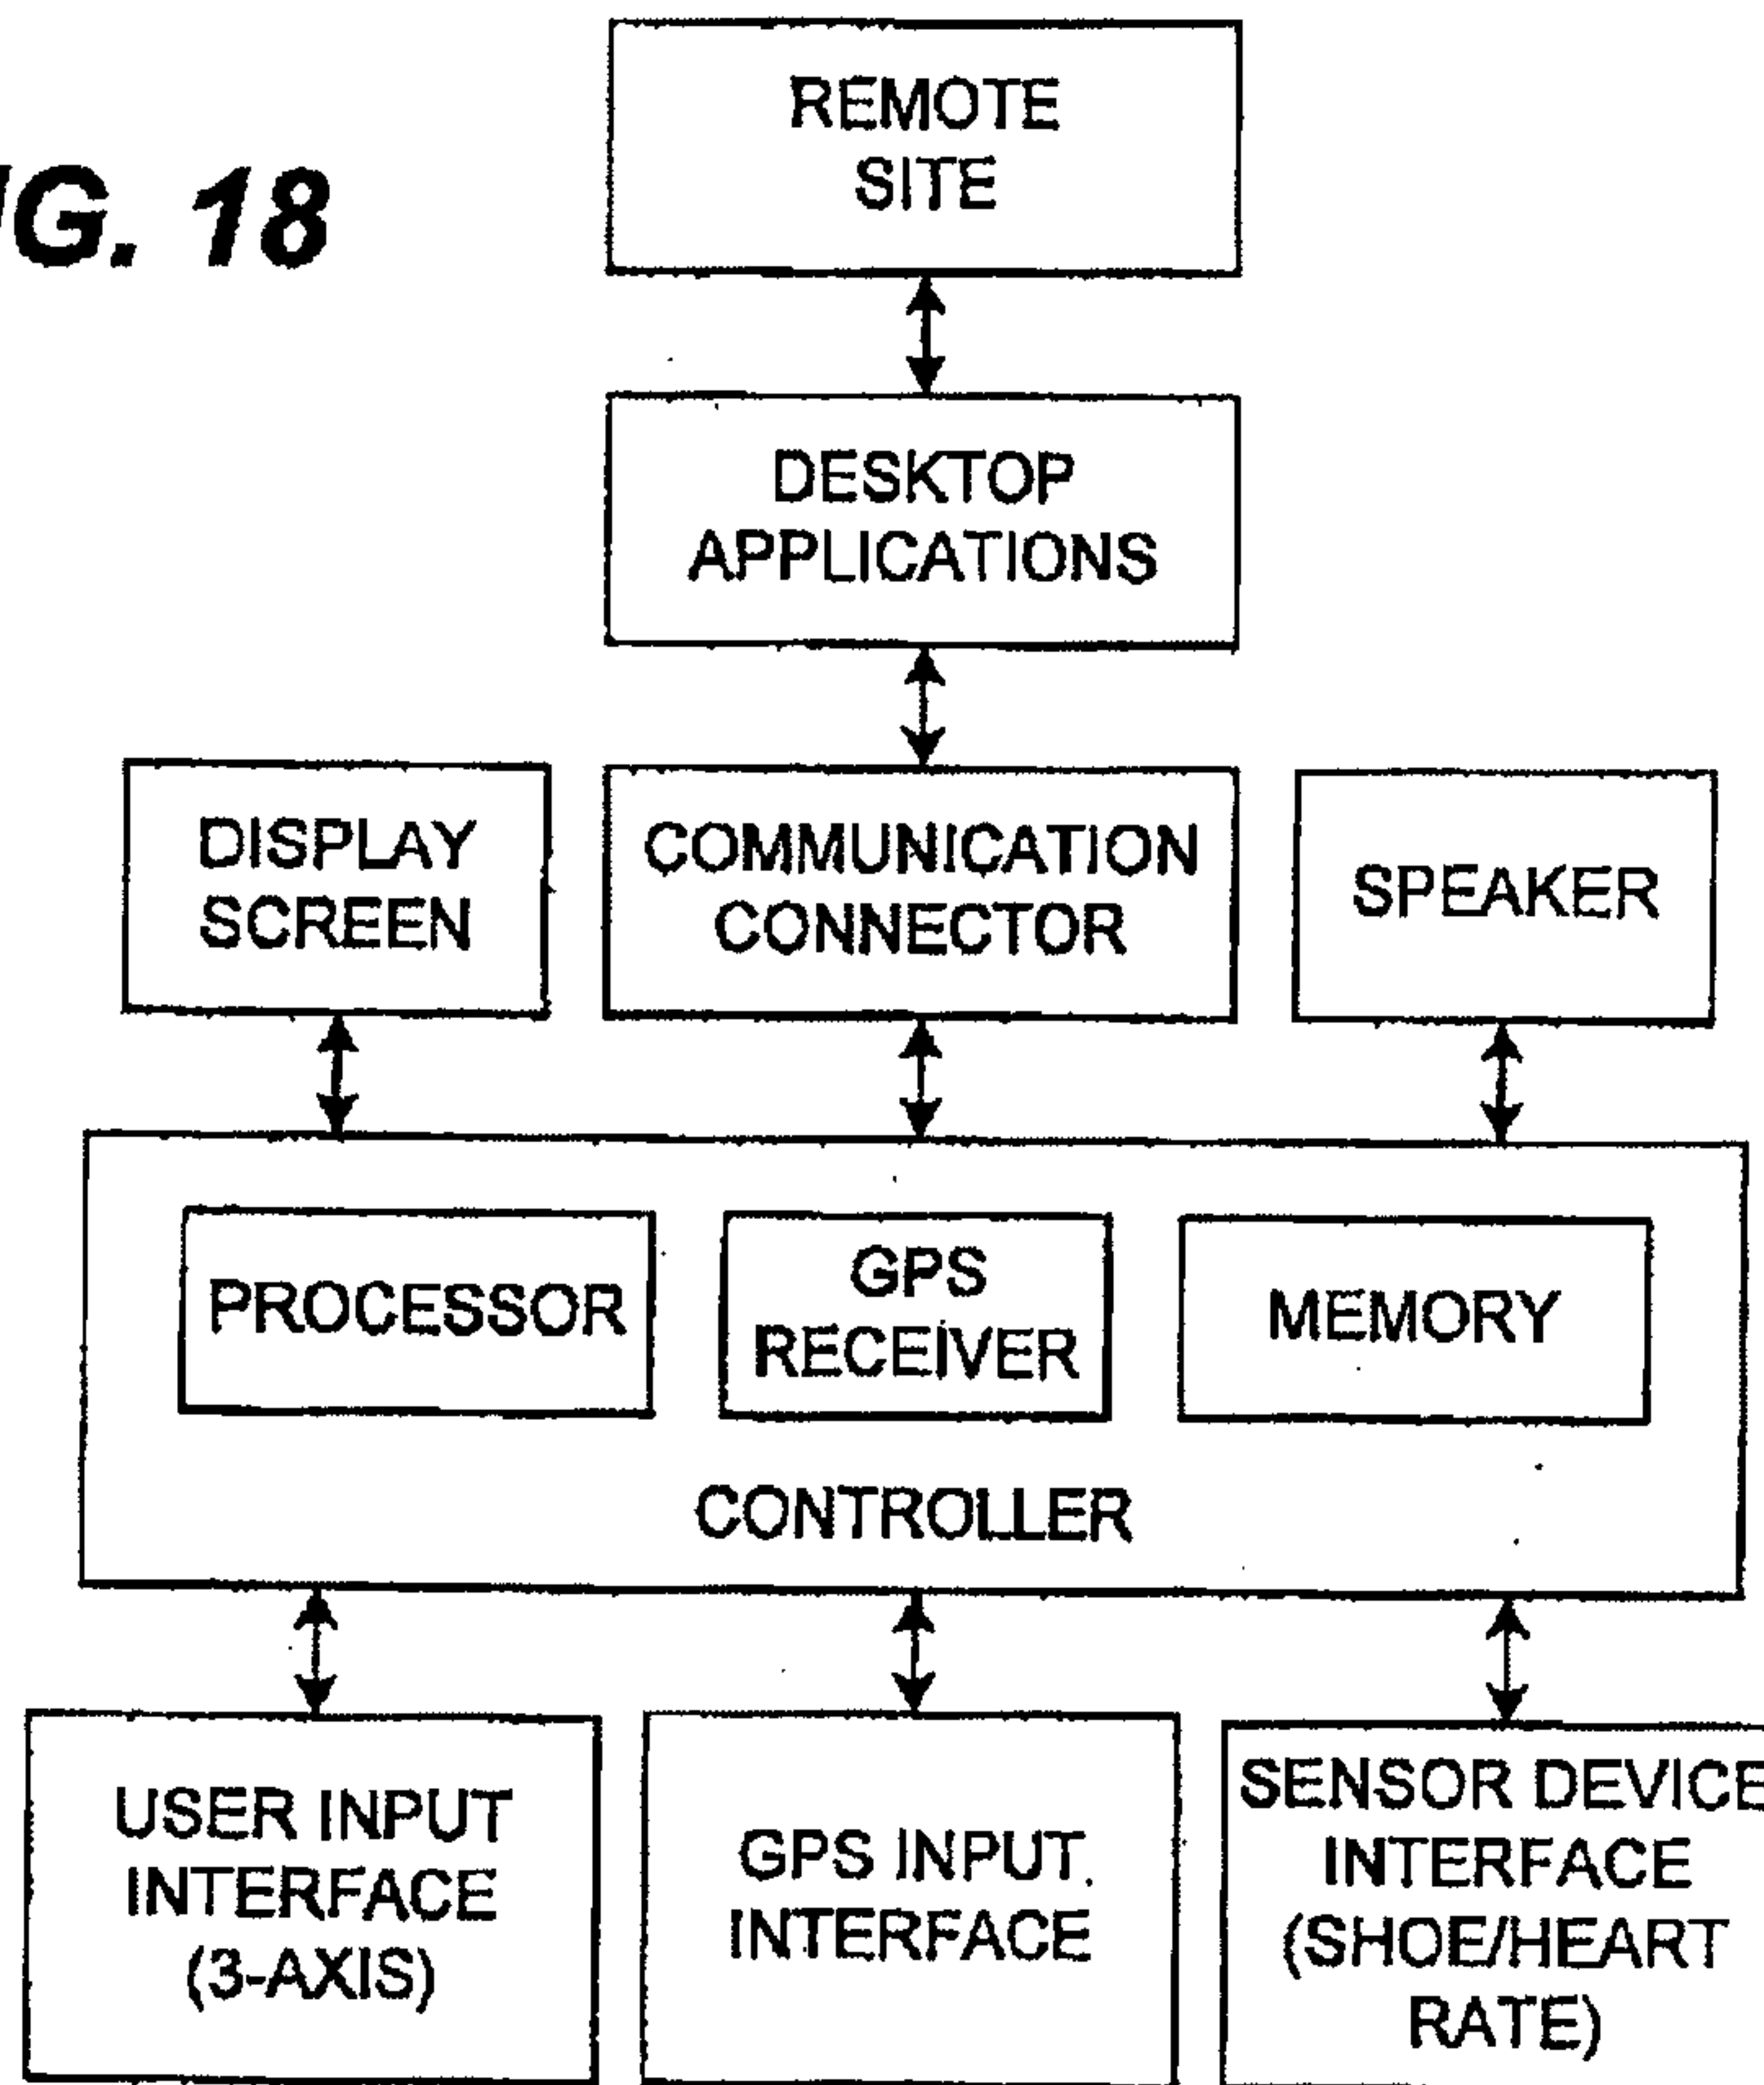 G. 18
REMOTE
SITE
DESKTOP
APPLICATIONS
DISPLAY
SCREEN
COMMUNICATION
CONNECTOR
SPEAKER
PROCESSOR
GPS
RECEIVER
MEMORY
CONTROLLER
USER INPUT
INTERFACE
(3-AXIS)
GPS INPUT
INTERFACE
SENSOR DEVICE
INTERFACE
(SHOE/HEART
RATE)